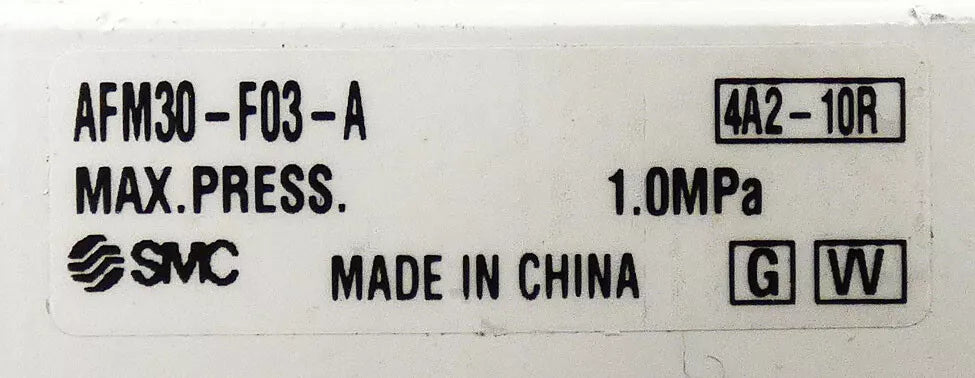 AFM30-F03-A 4A2-10R
MAX.PRESS. 1.0MPa
SMC MADE IN CHINA G VV